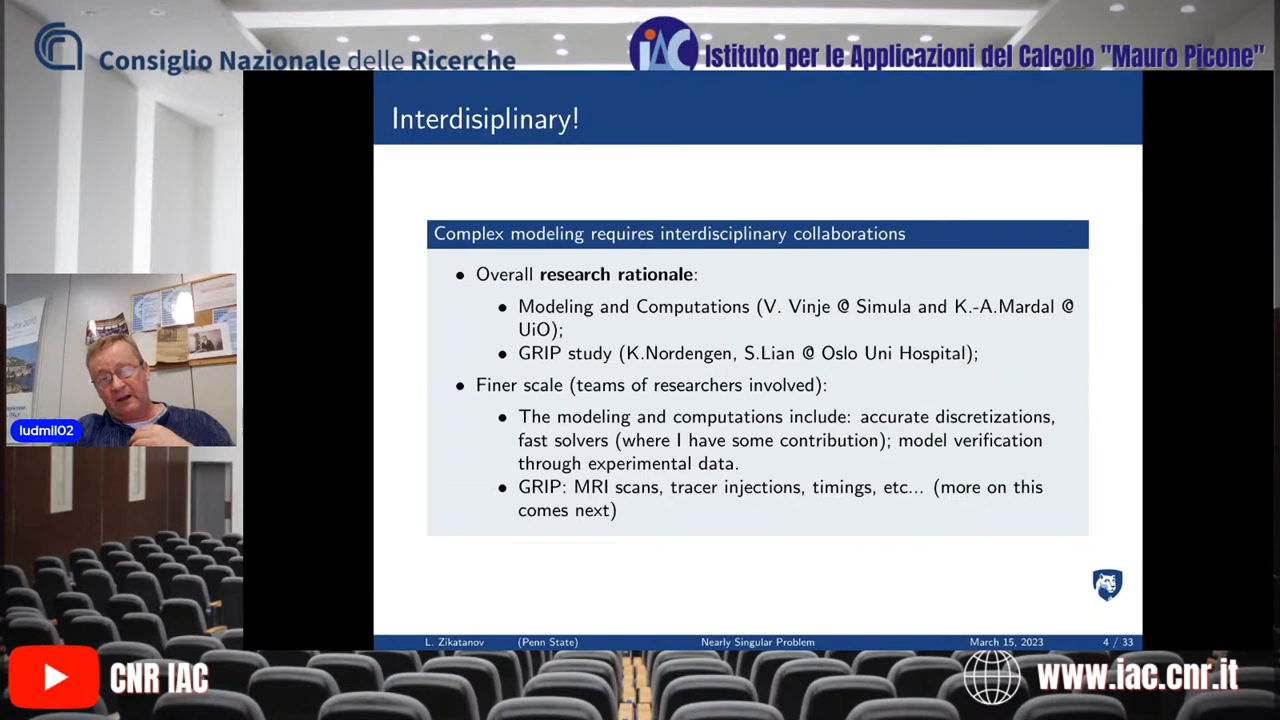 Consiglio Nazionale delle Ricerche
iAC
Istituto per le Applicazioni del Calcolo "Mauro Picone"
Interdisiplinary!
Complex modeling requires interdisciplinary collaborations
• Overall research rationale:
• Modeling and Computations (V. Vinje @ Simula and K.-A.Mardal @
UiO);
• GRIP study (K.Nordengen, S.Lian @ Oslo Uni Hospital);
• Finer scale (teams of researchers involved):
• The modeling and computations include: accurate discretizations,
fast solvers (where I have some contribution); model verification
through experimental data.
• GRIP: MRI scans, tracer injections, timings, etc... (more on this
comes next)
ludmil02
L. Zikatanov (Penn State) Nearly Singular Problem March 15, 2023 4 / 33
CNR IAC
www.iac.cnr.it